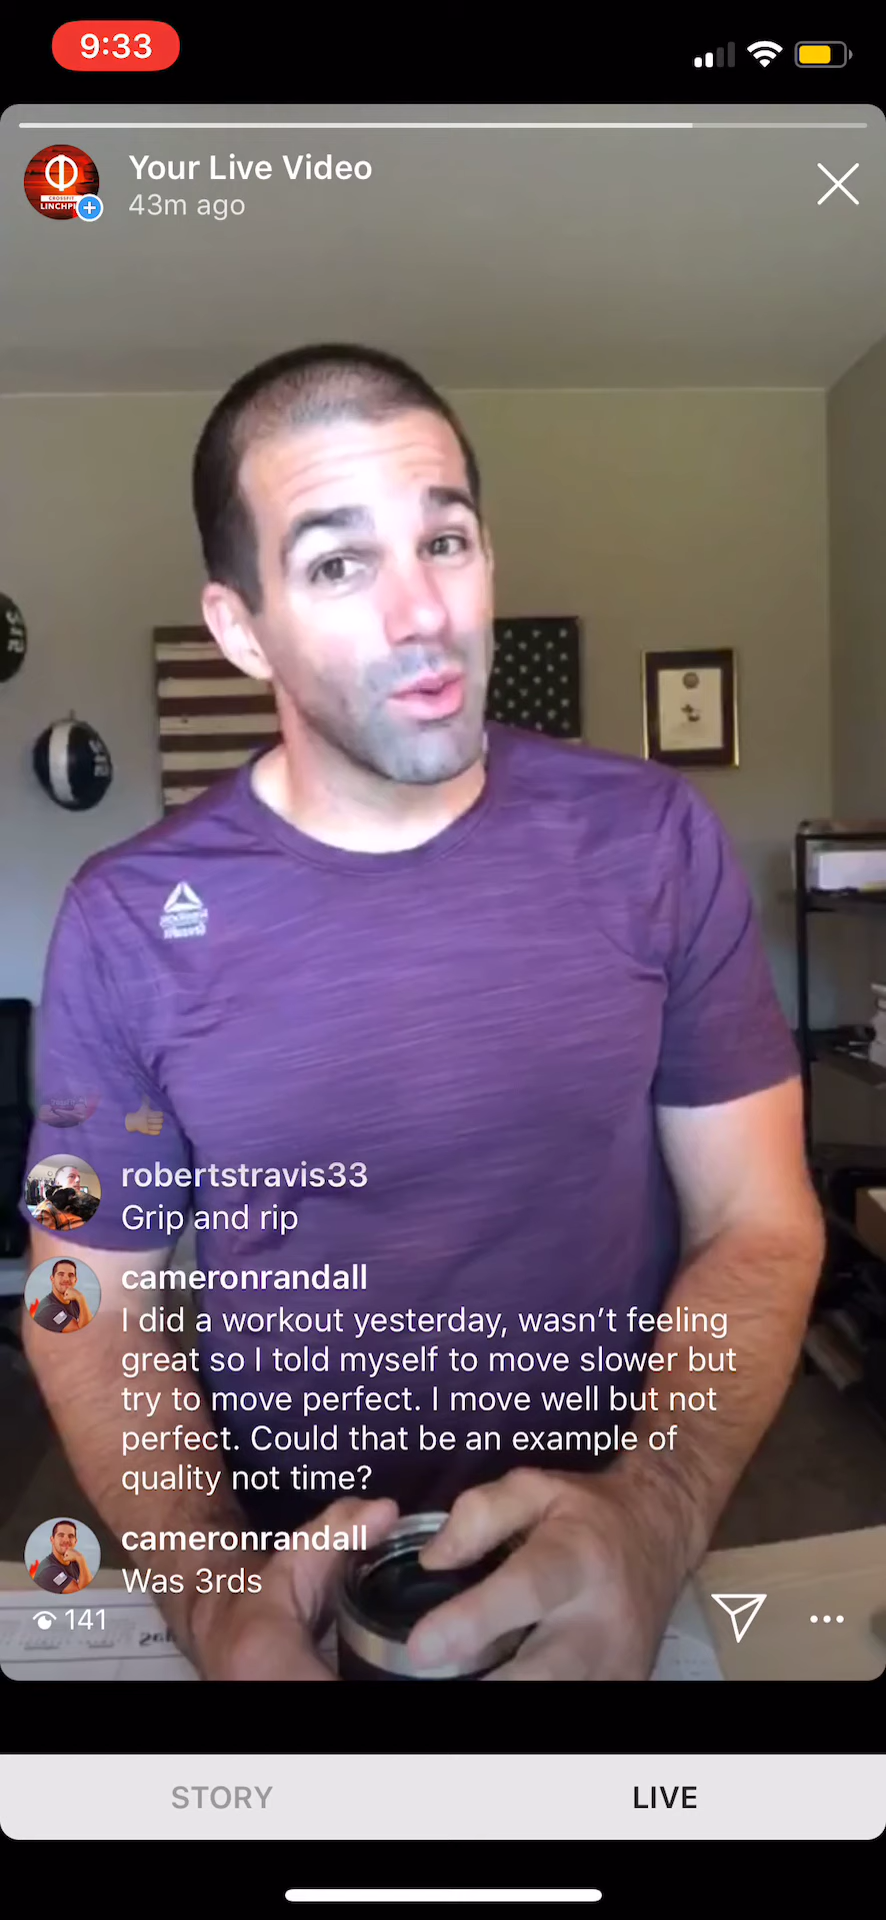 9:33
Your Live Video
43m ago
CROSSFIT
robertstravis33
Grip and rip
cameronrandall
I did a workout yesterday, wasn’t feeling
great so I told myself to move slower but
try to move perfect. I move well but not
perfect. Could that be an example of
quality not time?
cameronrandall
Was 3rds
141
STORY
LIVE